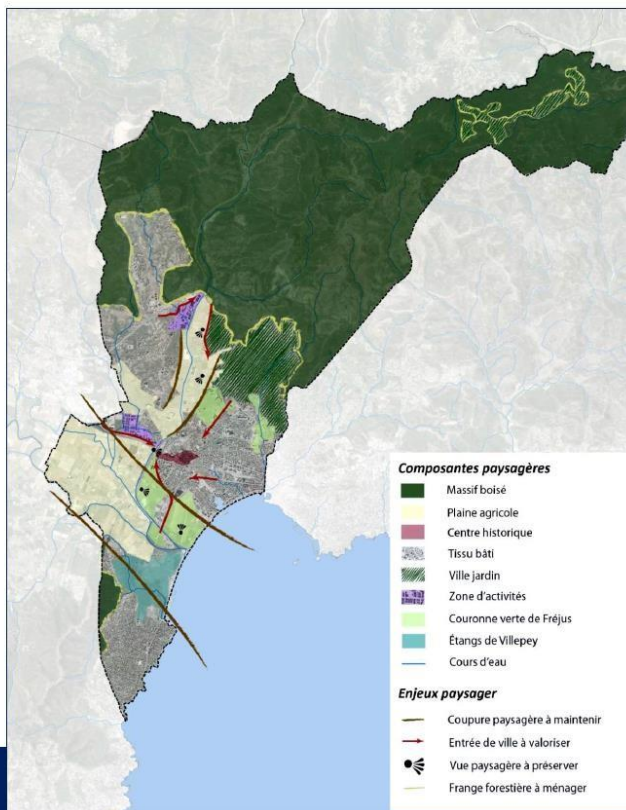 Composantes paysagères
Massif boisé
Plaine agricole
Centre historique
Tissu bâti
Ville jardin
Zone d'activités
Couronne verte de Fréjus
Étangs de Villepey
Cours d'eau
Enjeux paysager
Coupure paysagère à maintenir
Entrée de ville à valoriser
Vue paysagère à préserver
Frange forestière à ménager